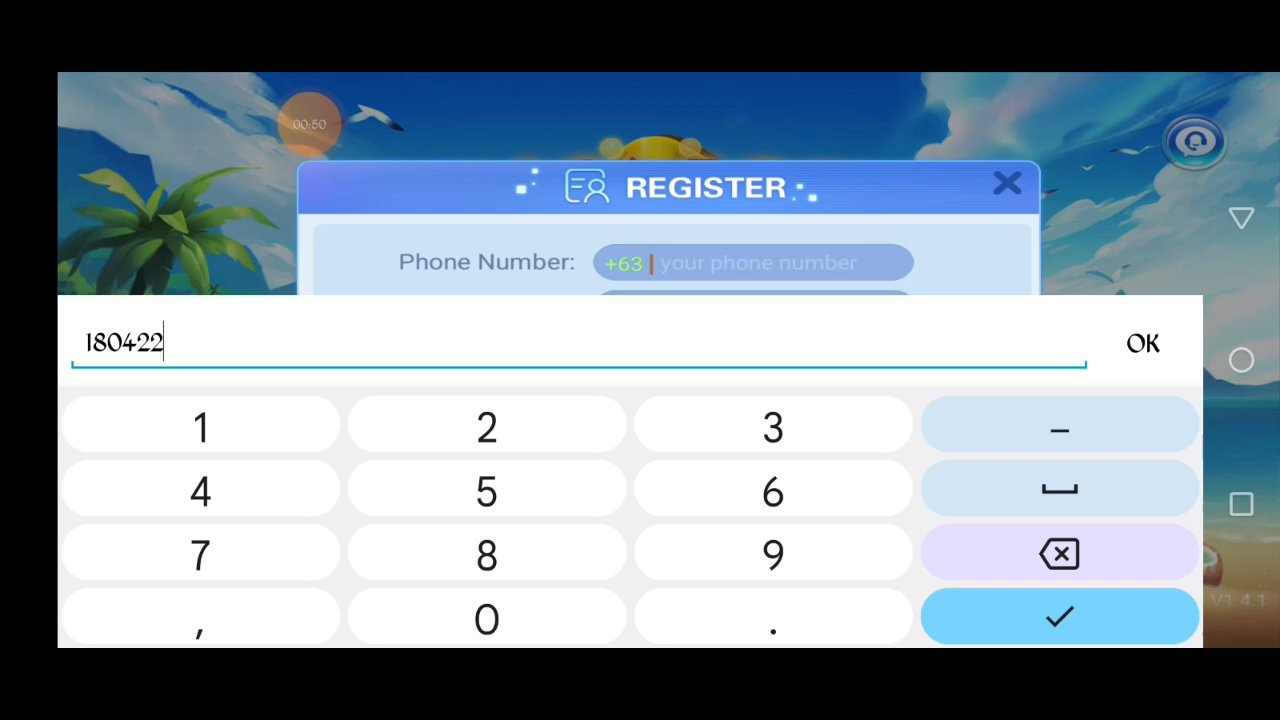 00:50
REGISTER
Phone Number: +63 your phone number
180422 OK
1 2 3 –
4 5 6
7 8 9
, 0 .
V1.4.1